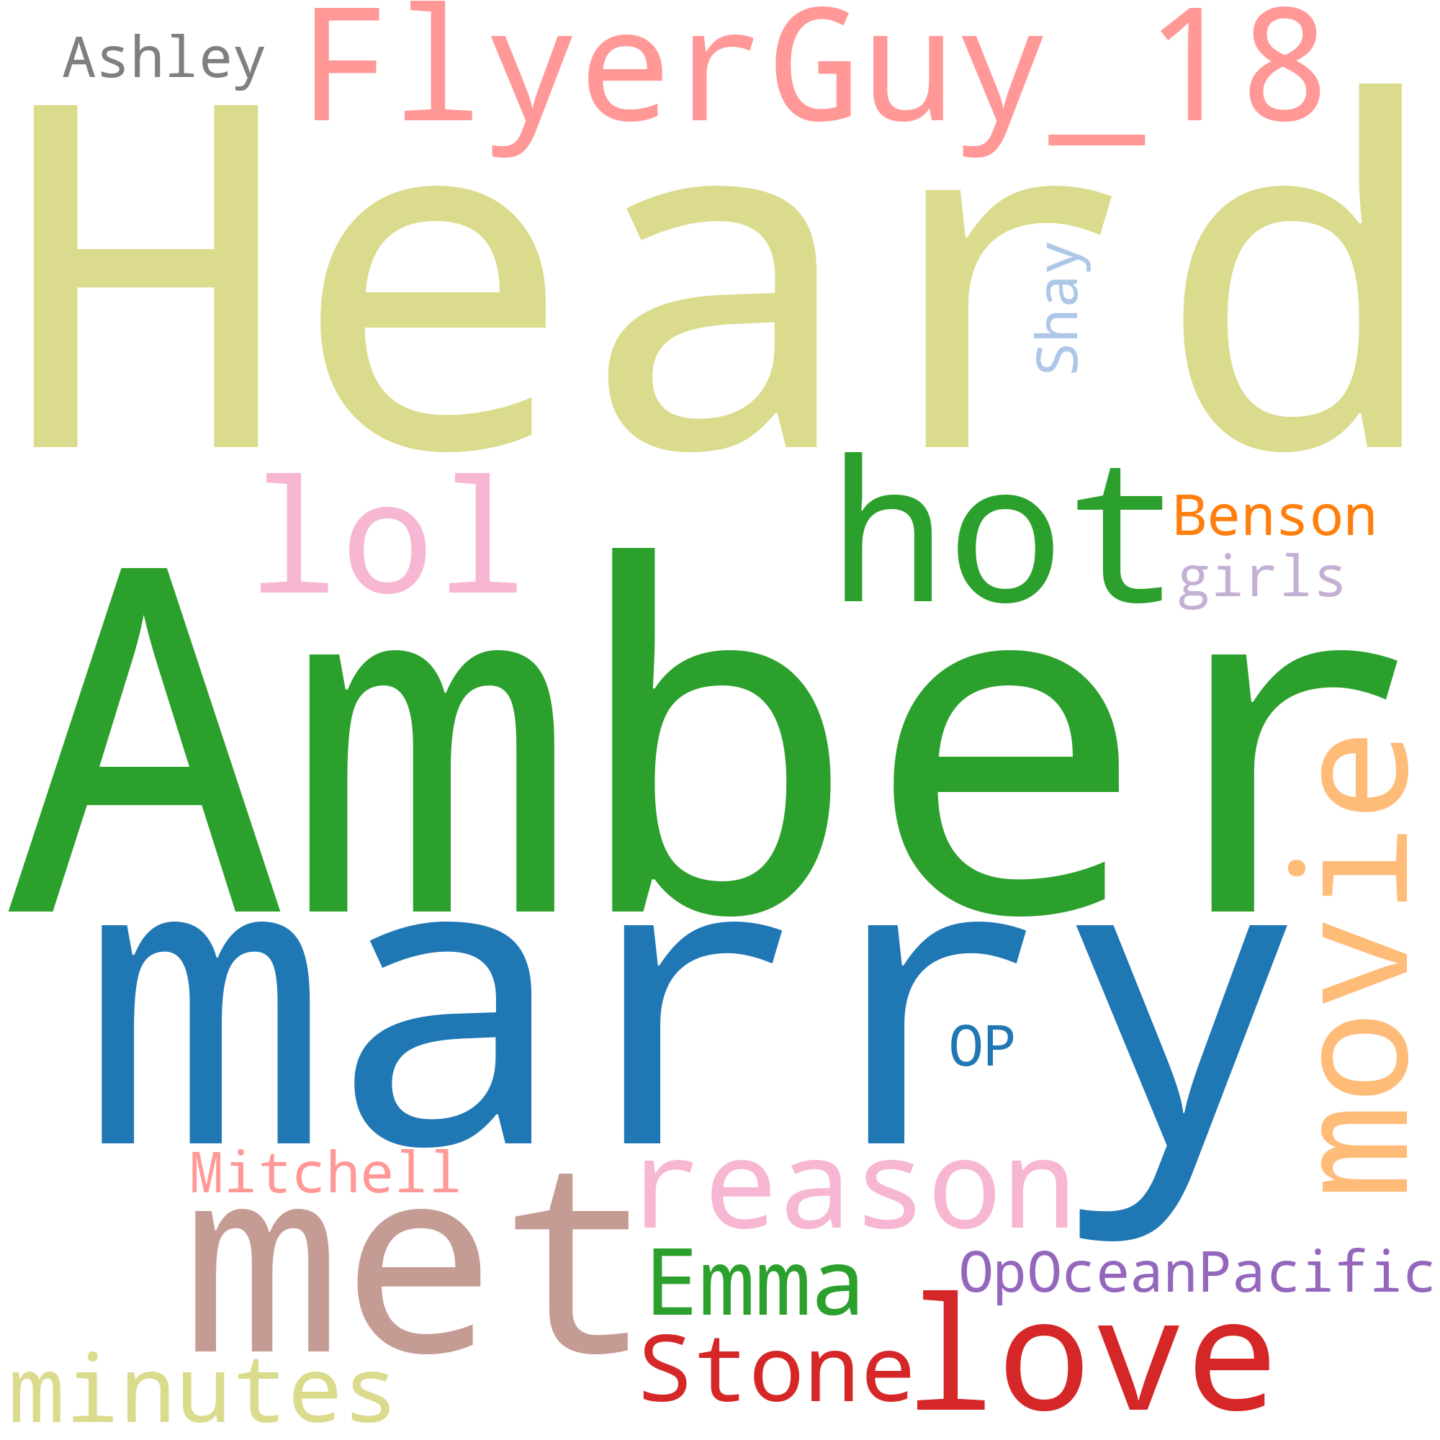 Ashley
FlyerGuy_18
Heard
Shay
lol
hot
Benson
girls
Amber
movie
marry
OP
Mitchell
met
reason
Emma
OpOceanPacific
Stone
love
minutes